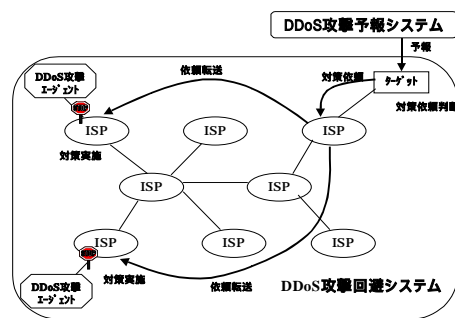 DDoS攻撃予報システム
予報
DDoS攻撃
エージェント
依頼転送
対策依頼
ターゲット
対策依頼判断
ISP
ISP
ISP
対策実施
ISP
ISP
ISP
ISP
ISP
対策実施
依頼転送
DDoS攻撃
エージェント
DDoS攻撃回避システム